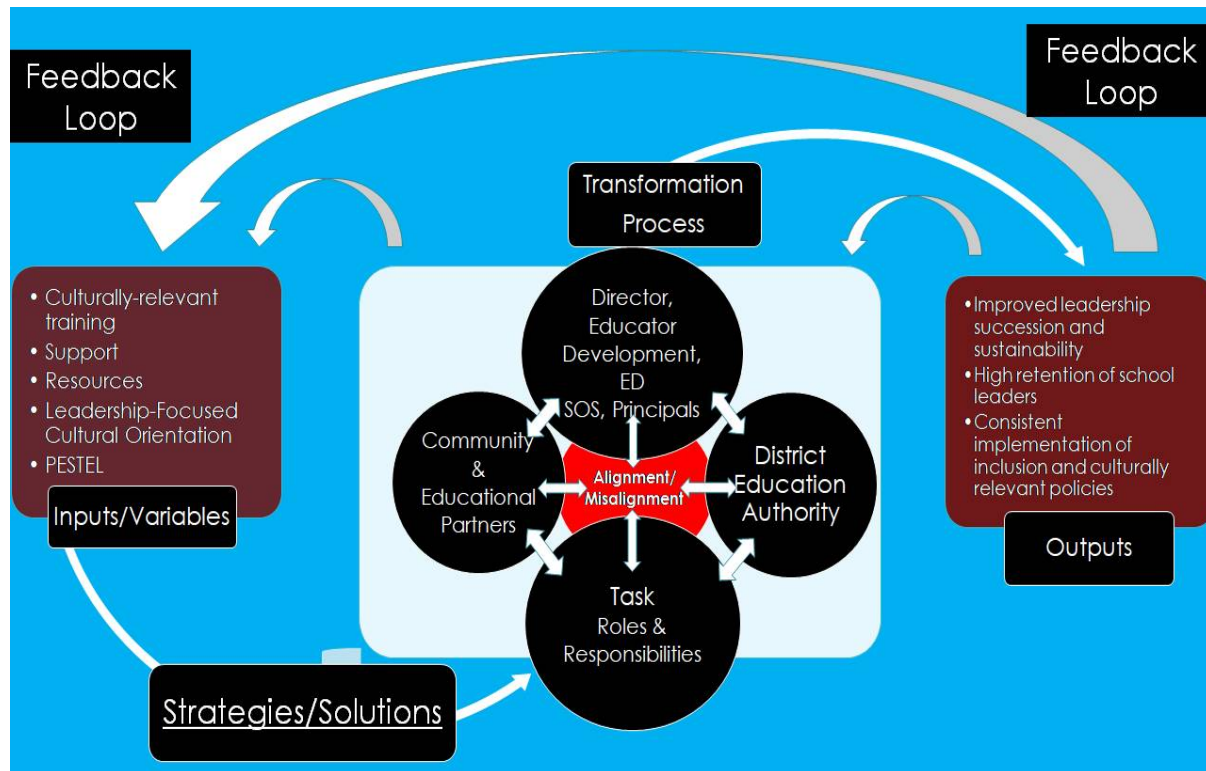 Feedback
Loop
Feedback
Loop
Transformation
Process
• Culturally-relevant
training
• Support
• Resources
• Leadership-Focused
Cultural Orientation
• PESTEL
Inputs/Variables
Director,
Educator
Development,
ED
SOS, Principals
Community
&
Educational
Partners
Alignment/
Misalignment
District
Education
Authority
Task
Roles &
Responsibilities
•Improved leadership
succession and
sustainability
•High retention of school
leaders
•Consistent
implementation of
inclusion and culturally
relevant policies
Outputs
Strategies/Solutions